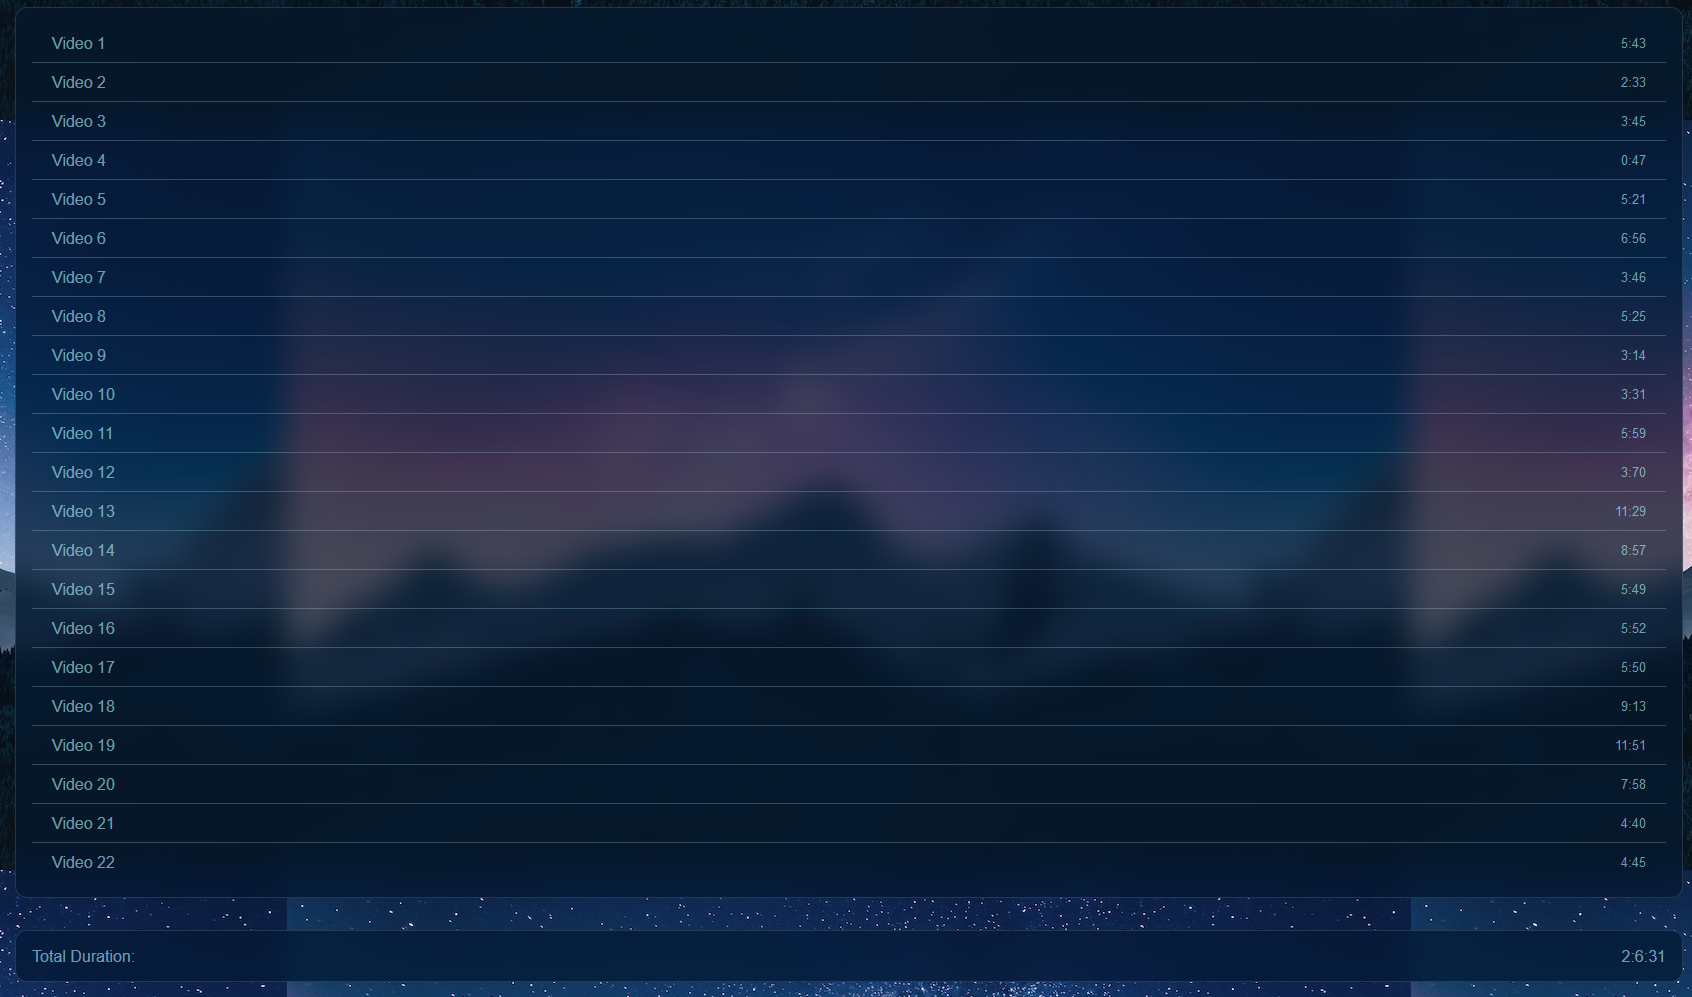 Video 1 5:43
Video 2 2:33
Video 3 3:45
Video 4 0:47
Video 5 5:21
Video 6 6:56
Video 7 3:46
Video 8 5:25
Video 9 3:14
Video 10 3:31
Video 11 5:59
Video 12 3:70
Video 13 11:29
Video 14 8:57
Video 15 5:49
Video 16 5:52
Video 17 5:50
Video 18 9:13
Video 19 11:51
Video 20 7:58
Video 21 4:40
Video 22 4:45
Total Duration: 2:6:31